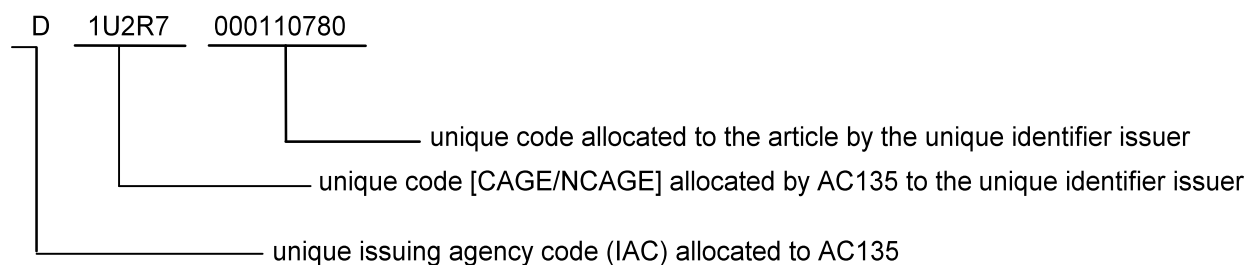 D 1U2R7 000110780
unique code allocated to the article by the unique identifier issuer
unique code [CAGE/NCAGE] allocated by AC135 to the unique identifier issuer
unique issuing agency code (IAC) allocated to AC135